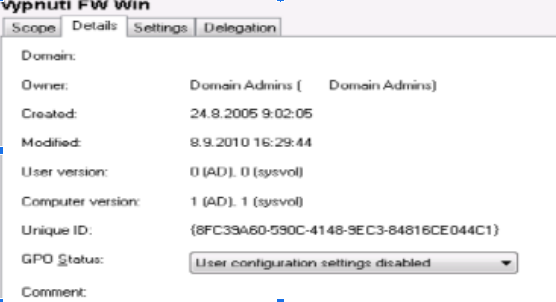 Vypnutí FW Win
Scope Details Settings Delegation
Domain:
Owner: Domain Admins ( Domain Admins)
Created: 24.8.2005 9:02:05
Modified: 8.9.2010 16:29:44
User version: 0 (AD), 0 (sysvol)
Computer version: 1 (AD), 1 (sysvol)
Unique ID: {8FC39A60-590C-4148-9EC3-84816CE044C1}
GPO Status: User configuration settings disabled
Comment: